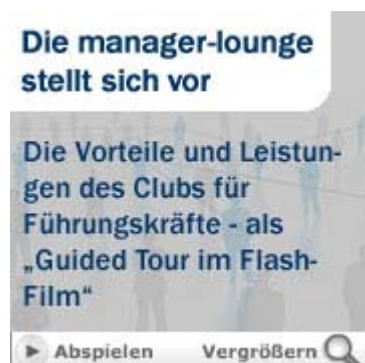 Die manager-lounge
stellt sich vor
Die Vorteile und Leistun-
gen des Clubs für
Führungskräfte - als
„Guided Tour im Flash-
Film“
Abspielen Vergrößern